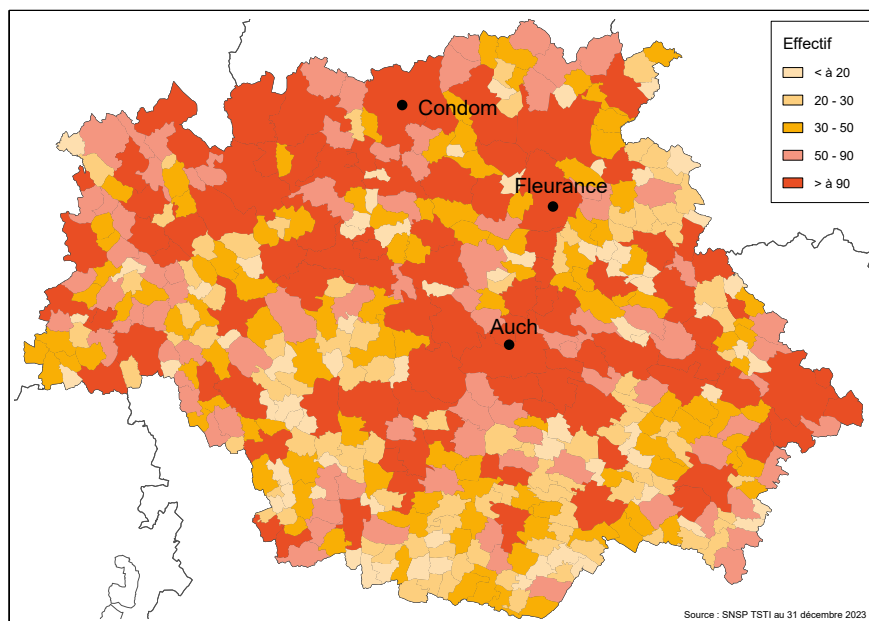 Effectif
< à 20
20 - 30
30 - 50
50 - 90
> à 90
Condom
Fleurance
Auch
Source : SNSP TSTI au 31 décembre 2023